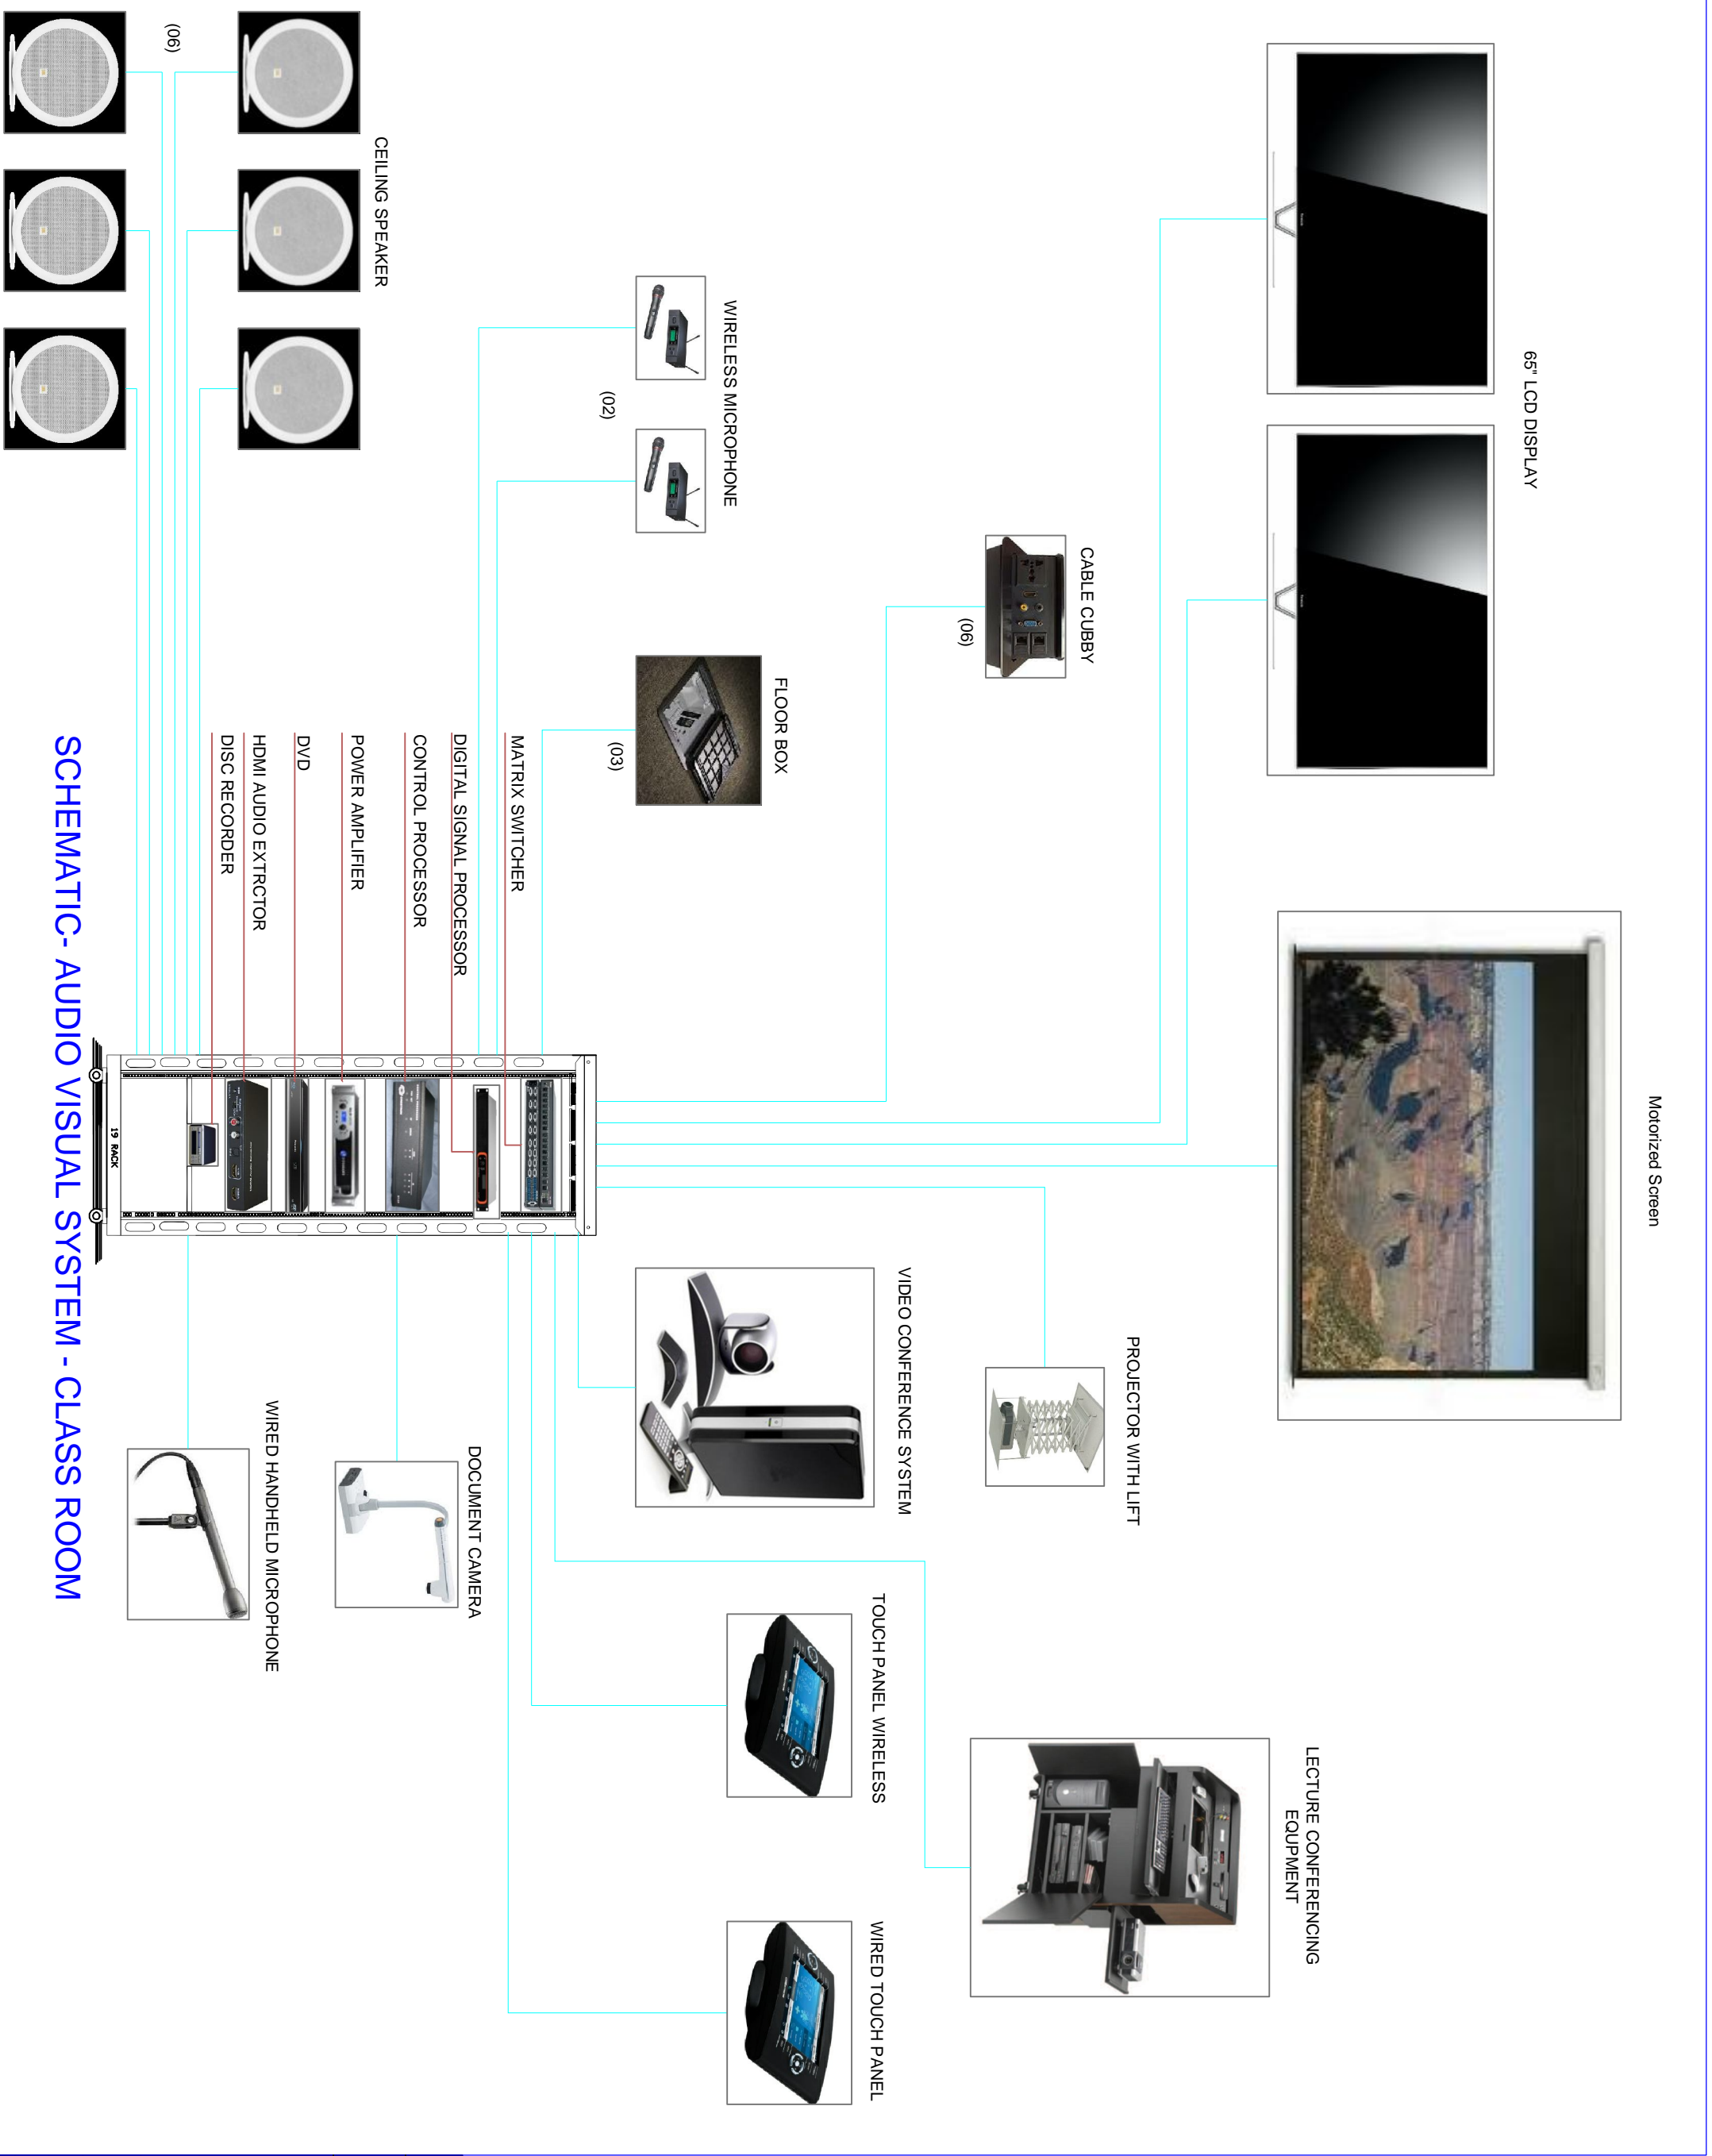 Motorized Screen
65" LCD DISPLAY
LECTURE CONFERENCING
EQUPMENT
PROJECTOR WITH LIFT
CABLE CUBBY
(06)
VIDEO CONFERENCE SYSTEM
TOUCH PANEL WIRELESS
WIRED TOUCH PANEL
FLOOR BOX
(03)
WIRELESS MICROPHONE
(02)
MATRIX SWITCHER
DIGITAL SIGNAL PROCESSOR
CONTROL PROCESSOR
POWER AMPLIFIER
DVD
HDMI AUDIO EXTRCTOR
DISC RECORDER
DOCUMENT CAMERA
CEILING SPEAKER
(06)
WIRED HANDHELD MICROPHONE
19 RACK
SCHEMATIC- AUDIO VISUAL SYSTEM - CLASS ROOM